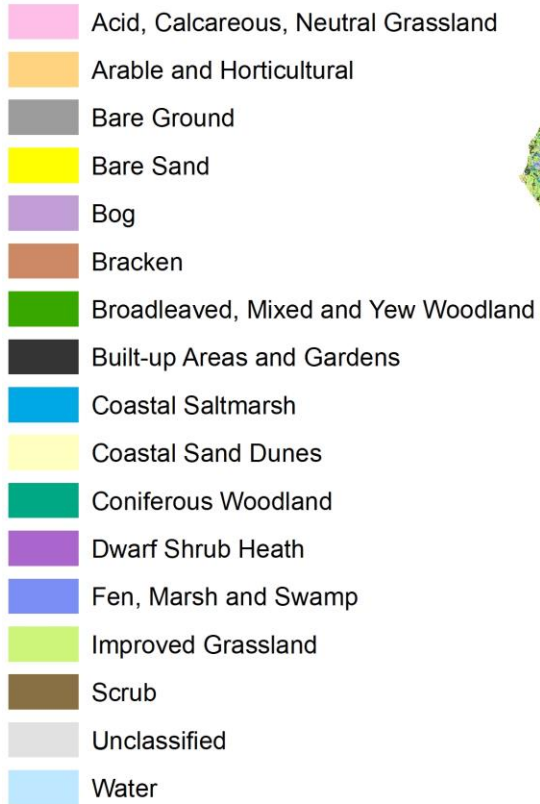 Acid, Calcareous, Neutral Grassland
Arable and Horticultural
Bare Ground
Bare Sand
Bog
Bracken
Broadleaved, Mixed and Yew Woodland
Built-up Areas and Gardens
Coastal Saltmarsh
Coastal Sand Dunes
Coniferous Woodland
Dwarf Shrub Heath
Fen, Marsh and Swamp
Improved Grassland
Scrub
Unclassified
Water